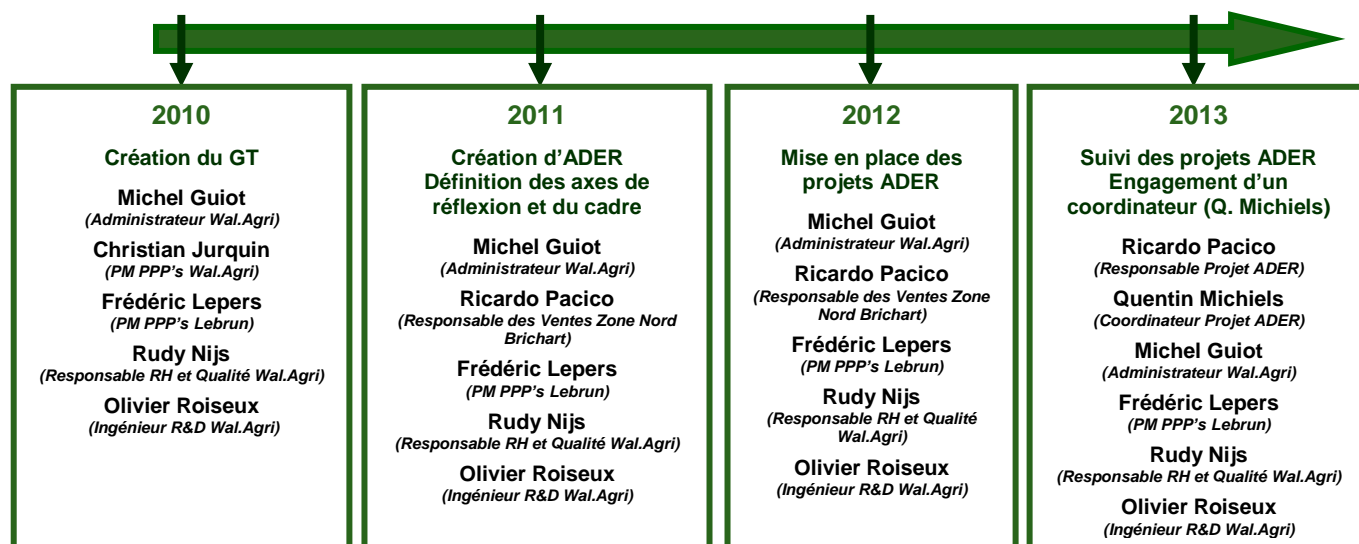 2010
Création du GT
Michel Guiot
(Administrateur Wal.Agri)
Christian Jurquin
(PM PPP's Wal.Agri)
Frédéric Lepers
(PM PPP's Lebrun)
Rudy Nijs
(Responsable RH et Qualité Wal.Agri)
Olivier Roiseux
(Ingénieur R&D Wal.Agri)
2011
Création d'ADER
Définition des axes de
réflexion et du cadre
Michel Guiot
(Administrateur Wal.Agri)
Ricardo Pacico
(Responsable des Ventes Zone Nord
Brichart)
Frédéric Lepers
(PM PPP's Lebrun)
Rudy Nijs
(Responsable RH et Qualité Wal.Agri)
Olivier Roiseux
(Ingénieur R&D Wal.Agri)
2012
Mise en place des
projets ADER
Michel Guiot
(Administrateur Wal.Agri)
Ricardo Pacico
(Responsable des Ventes Zone
Nord Brichart)
Frédéric Lepers
(PM PPP's Lebrun)
Rudy Nijs
(Responsable RH et Qualité
Wal.Agri)
Olivier Roiseux
(Ingénieur R&D Wal.Agri)
2013
Suivi des projets ADER
Engagement d'un
coordinateur (Q. Michiels)
Ricardo Pacico
(Responsable Projet ADER)
Quentin Michiels
(Coordinateur Projet ADER)
Michel Guiot
(Administrateur Wal.Agri)
Frédéric Lepers
(PM PPP's Lebrun)
Rudy Nijs
(Responsable RH et Qualité Wal.Agri)
Olivier Roiseux
(Ingénieur R&D Wal.Agri)